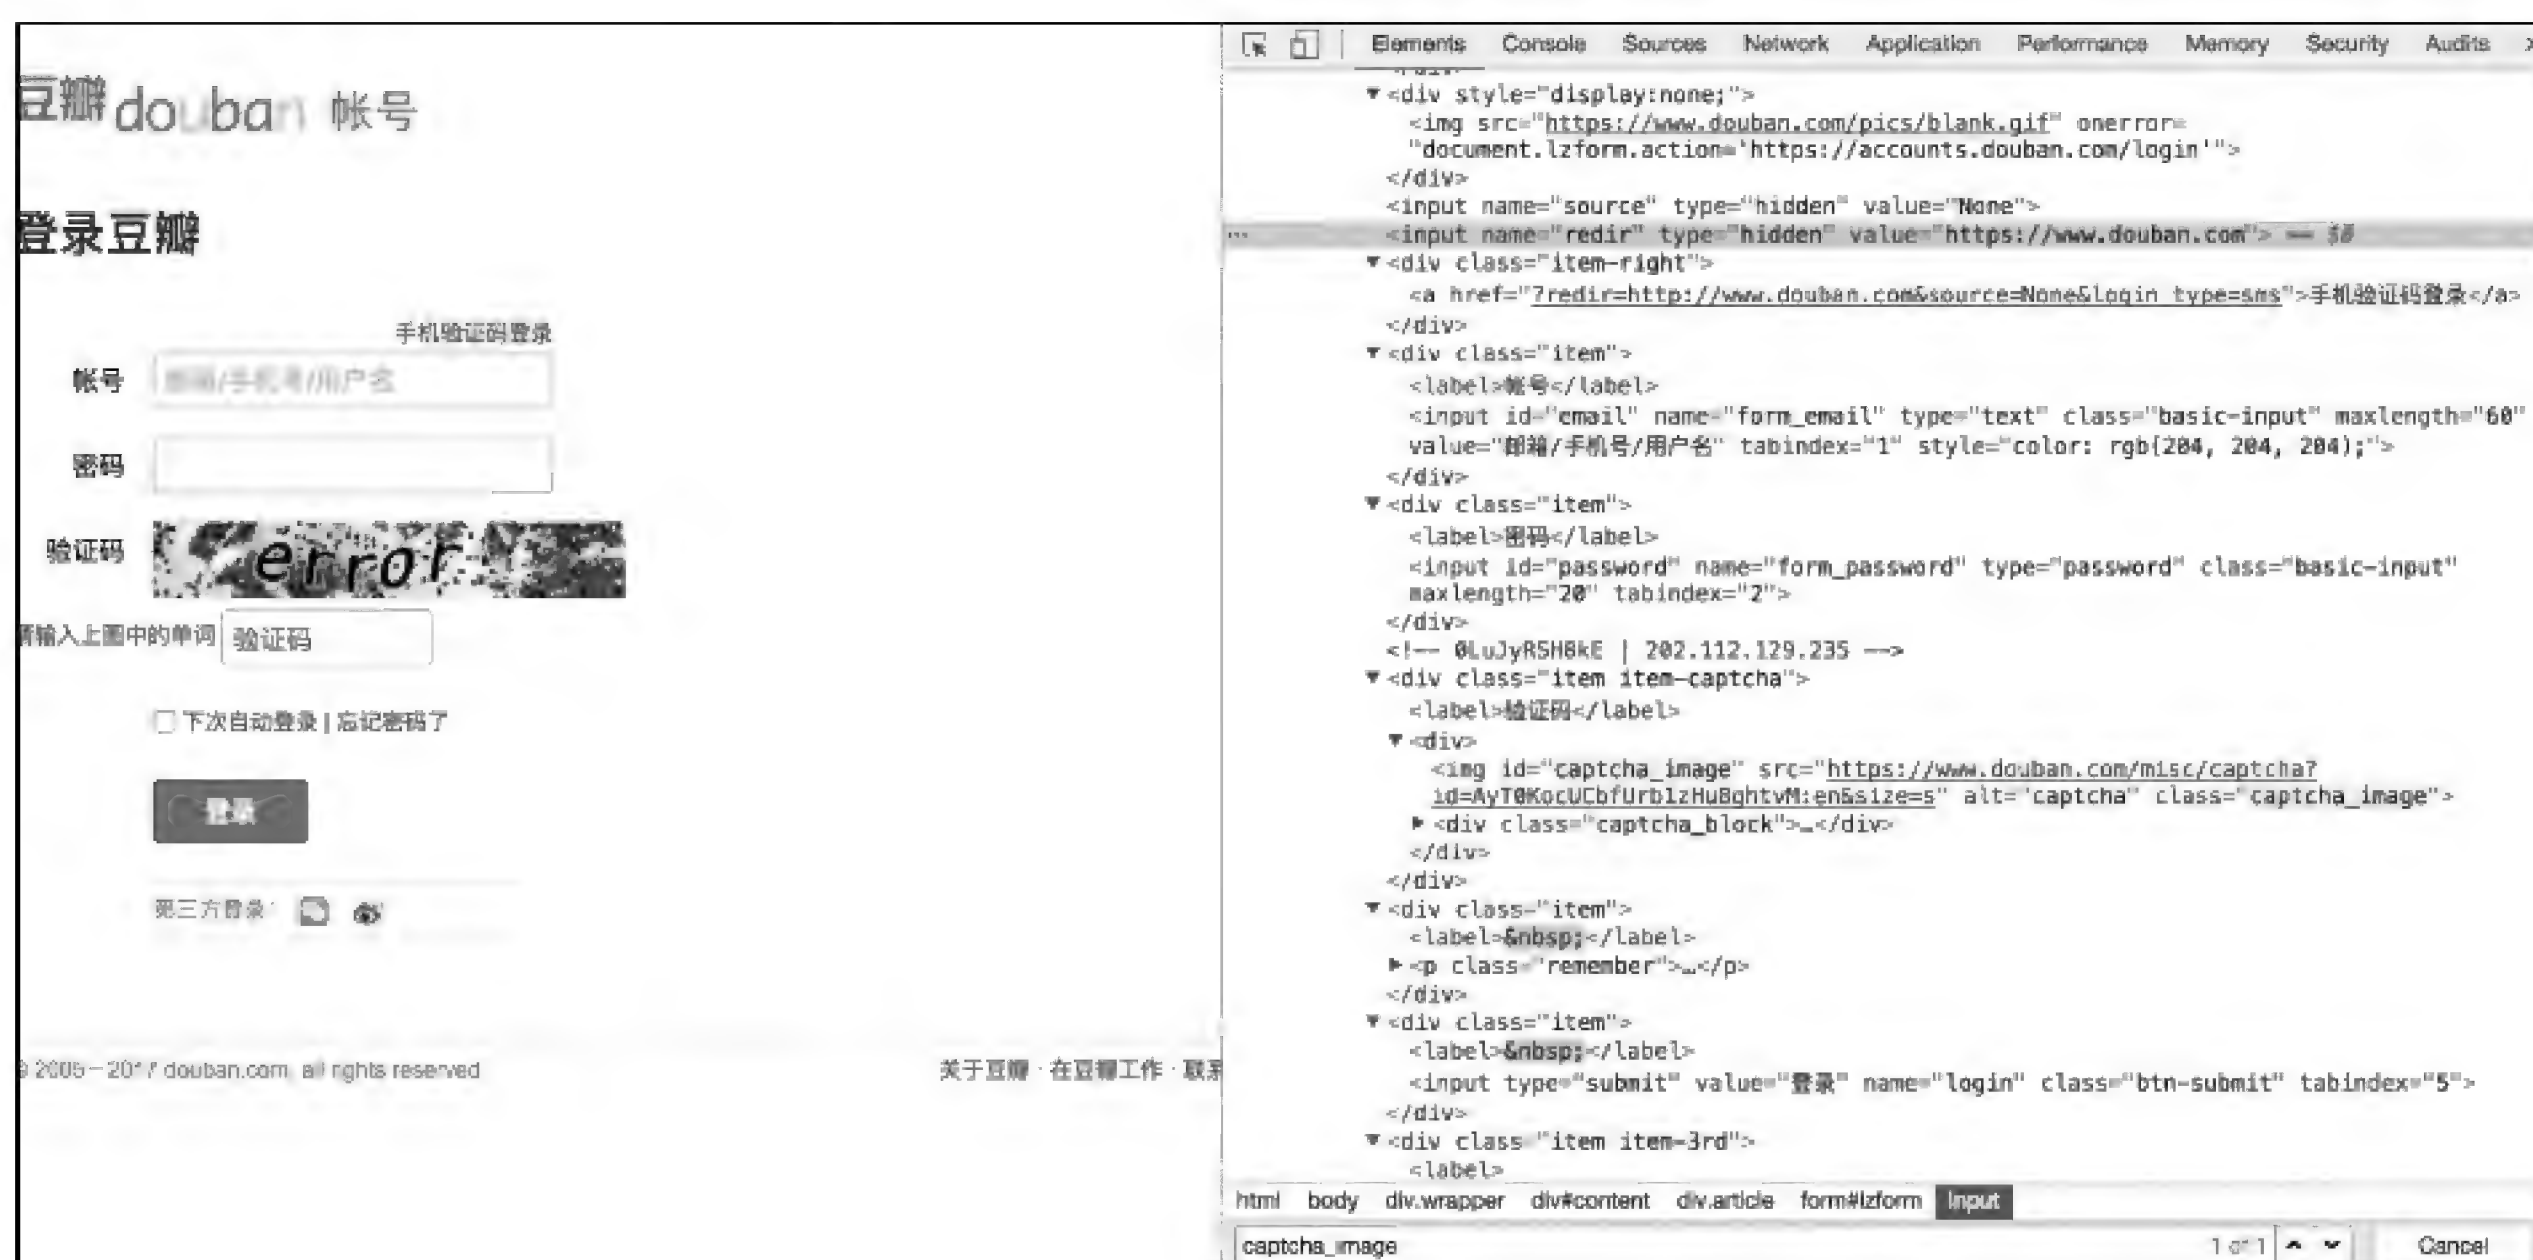 豆瓣douban 帐号
登录豆瓣
手机验证码登录
帐号 邮箱/手机号/用户名
密码
验证码 error
请输入上图中的单词 验证码
下次自动登录 | 忘记密码了
登录
第三方登录:
© 2005-2017 douban.com, all rights reserved 关于豆瓣 · 在豆瓣工作 · 联系
Elements Console Sources Network Application Performance Memory Security Audits
▼<div style="display:none;">
<img src="https://www.douban.com/pics/blank.gif" onerror=
"document.lzform.action='https://accounts.douban.com/login'">
</div>
<input name="source" type="hidden" value="None">
… <input name="redir" type="hidden" value="https://www.douban.com"> == $0
▼<div class="item-right">
<a href="?redir=http://www.douban.com&source=None&login_type=sms">手机验证码登录</a>
</div>
▼<div class="item">
<label>帐号</label>
<input id="email" name="form_email" type="text" class="basic-input" maxlength="60"
value="邮箱/手机号/用户名" tabindex="1" style="color: rgb(204, 204, 204);">
</div>
▼<div class="item">
<label>密码</label>
<input id="password" name="form_password" type="password" class="basic-input"
maxlength="20" tabindex="2">
</div>
<!-- | 202.112.129.235 -->
▼<div class="item item-captcha">
<label>验证码</label>
▼<div>
<img id="captcha_image" src="https://www.douban.com/misc/captcha?
id=AyT0KocUCbfUrb1zHu8ghtvM:en&size=s" alt="captcha" class="captcha_image">
▶<div class="captcha_block">…</div>
</div>
</div>
▼<div class="item">
<label>&nbsp;</label>
▶<p class="remember">…</p>
</div>
▼<div class="item">
<label>&nbsp;</label>
<input type="submit" value="登录" name="login" class="btn-submit" tabindex="5">
</div>
▼<div class="item item-3rd">
<label>
html body div.wrapper div#content div.article form#lzform input
captcha_image 1 of 1 Cancel